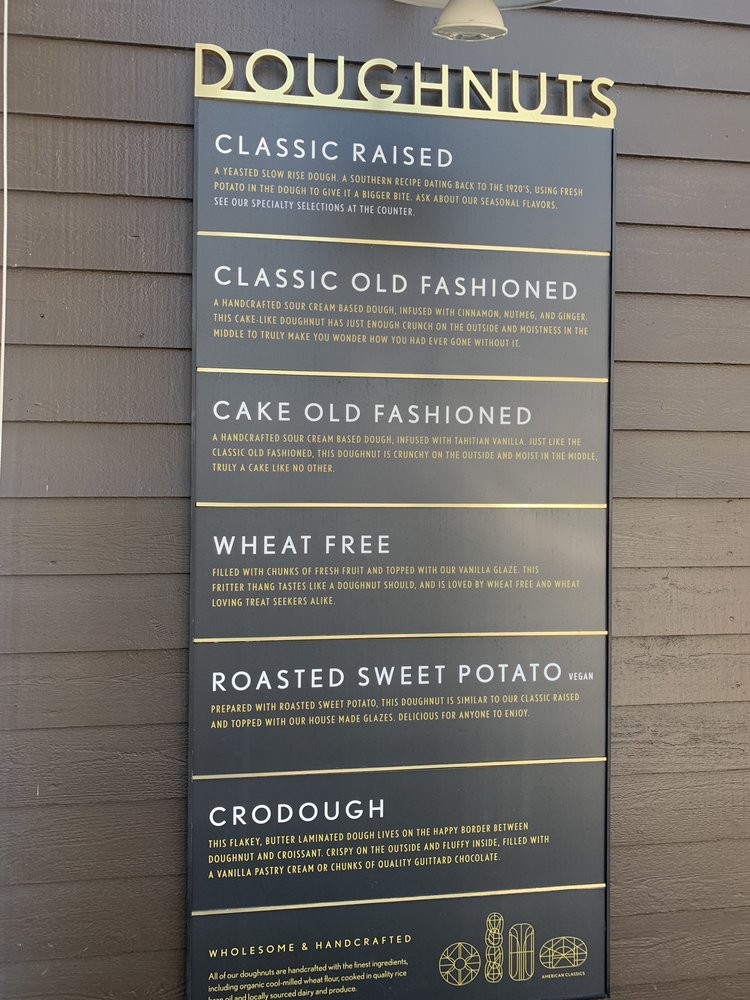 DOUGHNUTS
CLASSIC RAISED
A YEASTED SLOW RISE DOUGH. A SOUTHERN RECIPE DATING BACK TO THE 1920'S, USING FRESH
POTATO IN THE DOUGH TO GIVE IT A BIGGER BITE. ASK ABOUT OUR SEASONAL FLAVORS.
SEE OUR SPECIALTY SELECTIONS AT THE COUNTER.
CLASSIC OLD FASHIONED
A HANDCRAFTED SOUR CREAM BASED DOUGH, INFUSED WITH CINNAMON, NUTMEG, AND GINGER.
THIS CAKE-LIKE DOUGHNUT HAS JUST ENOUGH CRUNCH ON THE OUTSIDE AND MOISTNESS IN THE
MIDDLE TO TRULY MAKE YOU WONDER HOW YOU HAD EVER GONE WITHOUT IT.
CAKE OLD FASHIONED
A HANDCRAFTED SOUR CREAM BASED DOUGH, INFUSED WITH TAHITIAN VANILLA. JUST LIKE THE
CLASSIC OLD FASHIONED, THIS DOUGHNUT IS CRUNCHY ON THE OUTSIDE AND MOIST IN THE MIDDLE,
TRULY A CAKE LIKE NO OTHER.
WHEAT FREE
FILLED WITH CHUNKS OF FRESH FRUIT AND TOPPED WITH OUR VANILLA GLAZE. THIS
FRITTER THANG TASTES LIKE A DOUGHNUT SHOULD, AND IS LOVED BY WHEAT FREE AND WHEAT
LOVING TREAT SEEKERS ALIKE.
ROASTED SWEET POTATO VEGAN
PREPARED WITH ROASTED SWEET POTATO, THIS DOUGHNUT IS SIMILAR TO OUR CLASSIC RAISED
AND TOPPED WITH OUR HOUSE MADE GLAZES. DELICIOUS FOR ANYONE TO ENJOY.
CRODOUGH
THIS FLAKEY, BUTTER LAMINATED DOUGH LIVES ON THE HAPPY BORDER BETWEEN
DOUGHNUT AND CROISSANT. CRISPY ON THE OUTSIDE AND FLUFFY INSIDE, FILLED WITH
A VANILLA PASTRY CREAM OR CHUNKS OF QUALITY GUITTARD CHOCOLATE.
WHOLESOME & HANDCRAFTED
All of our doughnuts are handcrafted with the finest ingredients,
including organic cool-milled wheat flour, cooked in quality rice
bran oil and locally sourced dairy and produce.
AMERICAN CLASSICS